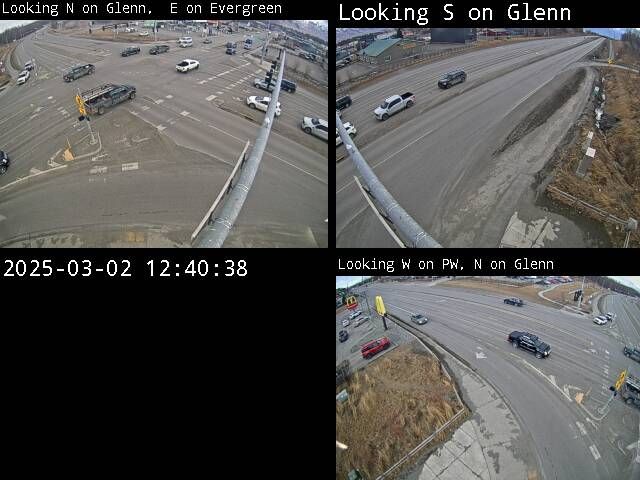 Looking N on Glenn,  E on Evergreen
Looking S on Glenn
2025-03-02 12:40:38
Looking W on PW, N on Glenn